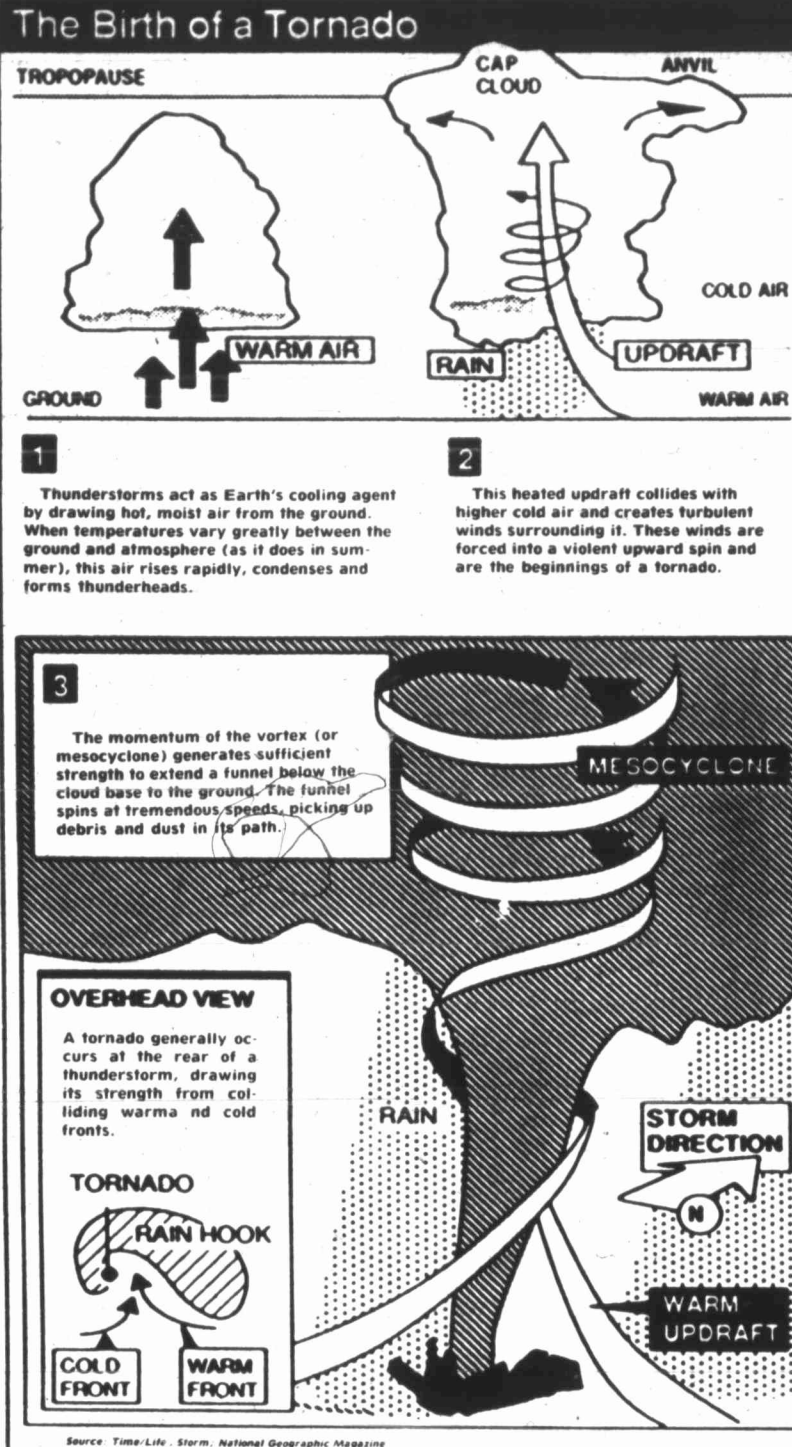 The Birth of a Tornado
TROPOPAUSE
CAP
CLOUD
ANVIL
COLD AIR
WARM AIR
RAIN
UPDRAFT
GROUND
WARM AIR
1
Thunderstorms act as Earth's cooling agent
by drawing hot, moist air from the ground.
When temperatures vary greatly between the
ground and atmosphere (as it does in sum-
mer), this air rises rapidly, condenses and
forms thunderheads.
2
This heated updraft collides with
higher cold air and creates turbulent
winds surrounding it. These winds are
forced into a violent upward spin and
are the beginnings of a tornado.
3
The momentum of the vortex (or
mesocyclone) generates sufficient
strength to extend a funnel below the
cloud base to the ground. The funnel
spins at tremendous speeds, picking up
debris and dust in its path.
MESOCYCLONE
OVERHEAD VIEW
A tornado generally oc-
curs at the rear of a
thunderstorm, drawing
its strength from col-
liding warma nd cold
fronts.
TORNADO
RAIN HOOK
COLD
FRONT
WARM
FRONT
RAIN
STORM
DIRECTION
N
WARM
UPDRAFT
Source: Time/Life, Storm; National Geographic Magazine